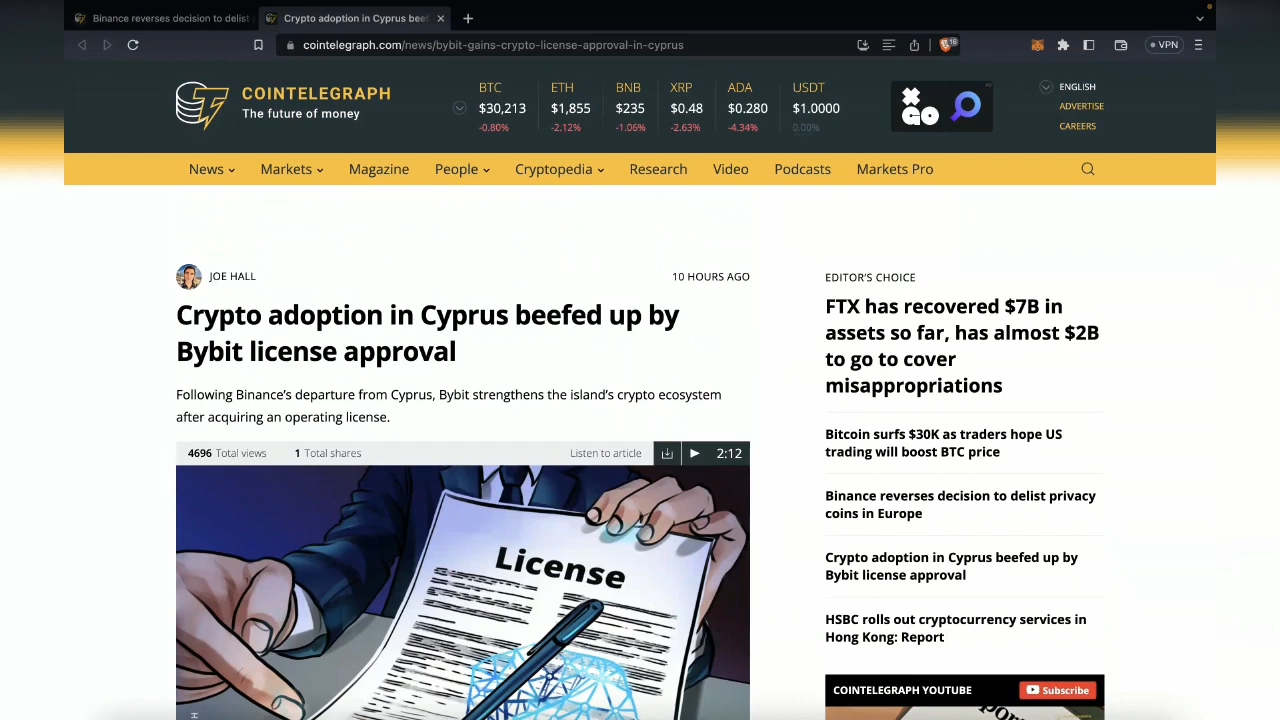 Binance reverses decision to delist
Crypto adoption in Cyprus beef
cointelegraph.com/news/bybit-gains-crypto-license-approval-in-cyprus
18
VPN
COINTELEGRAPH
The future of money
BTC ETH BNB XRP ADA USDT
$30,213 $1,855 $235 $0.48 $0.280 $1.0000
-0.80% -2.12% -1.06% -2.63% -4.34% 0.00%
GO
ENGLISH
ADVERTISE
CAREERS
News Markets Magazine People Cryptopedia Research Video Podcasts Markets Pro
JOE HALL
10 HOURS AGO
Crypto adoption in Cyprus beefed up by
Bybit license approval
Following Binance's departure from Cyprus, Bybit strengthens the island's crypto ecosystem
after acquiring an operating license.
4696 Total views 1 Total shares Listen to article 2:12
License
EDITOR'S CHOICE
FTX has recovered $7B in
assets so far, has almost $2B
to go to cover
misappropriations
Bitcoin surfs $30K as traders hope US
trading will boost BTC price
Binance reverses decision to delist privacy
coins in Europe
Crypto adoption in Cyprus beefed up by
Bybit license approval
HSBC rolls out cryptocurrency services in
Hong Kong: Report
COINTELEGRAPH YOUTUBE
Subscribe